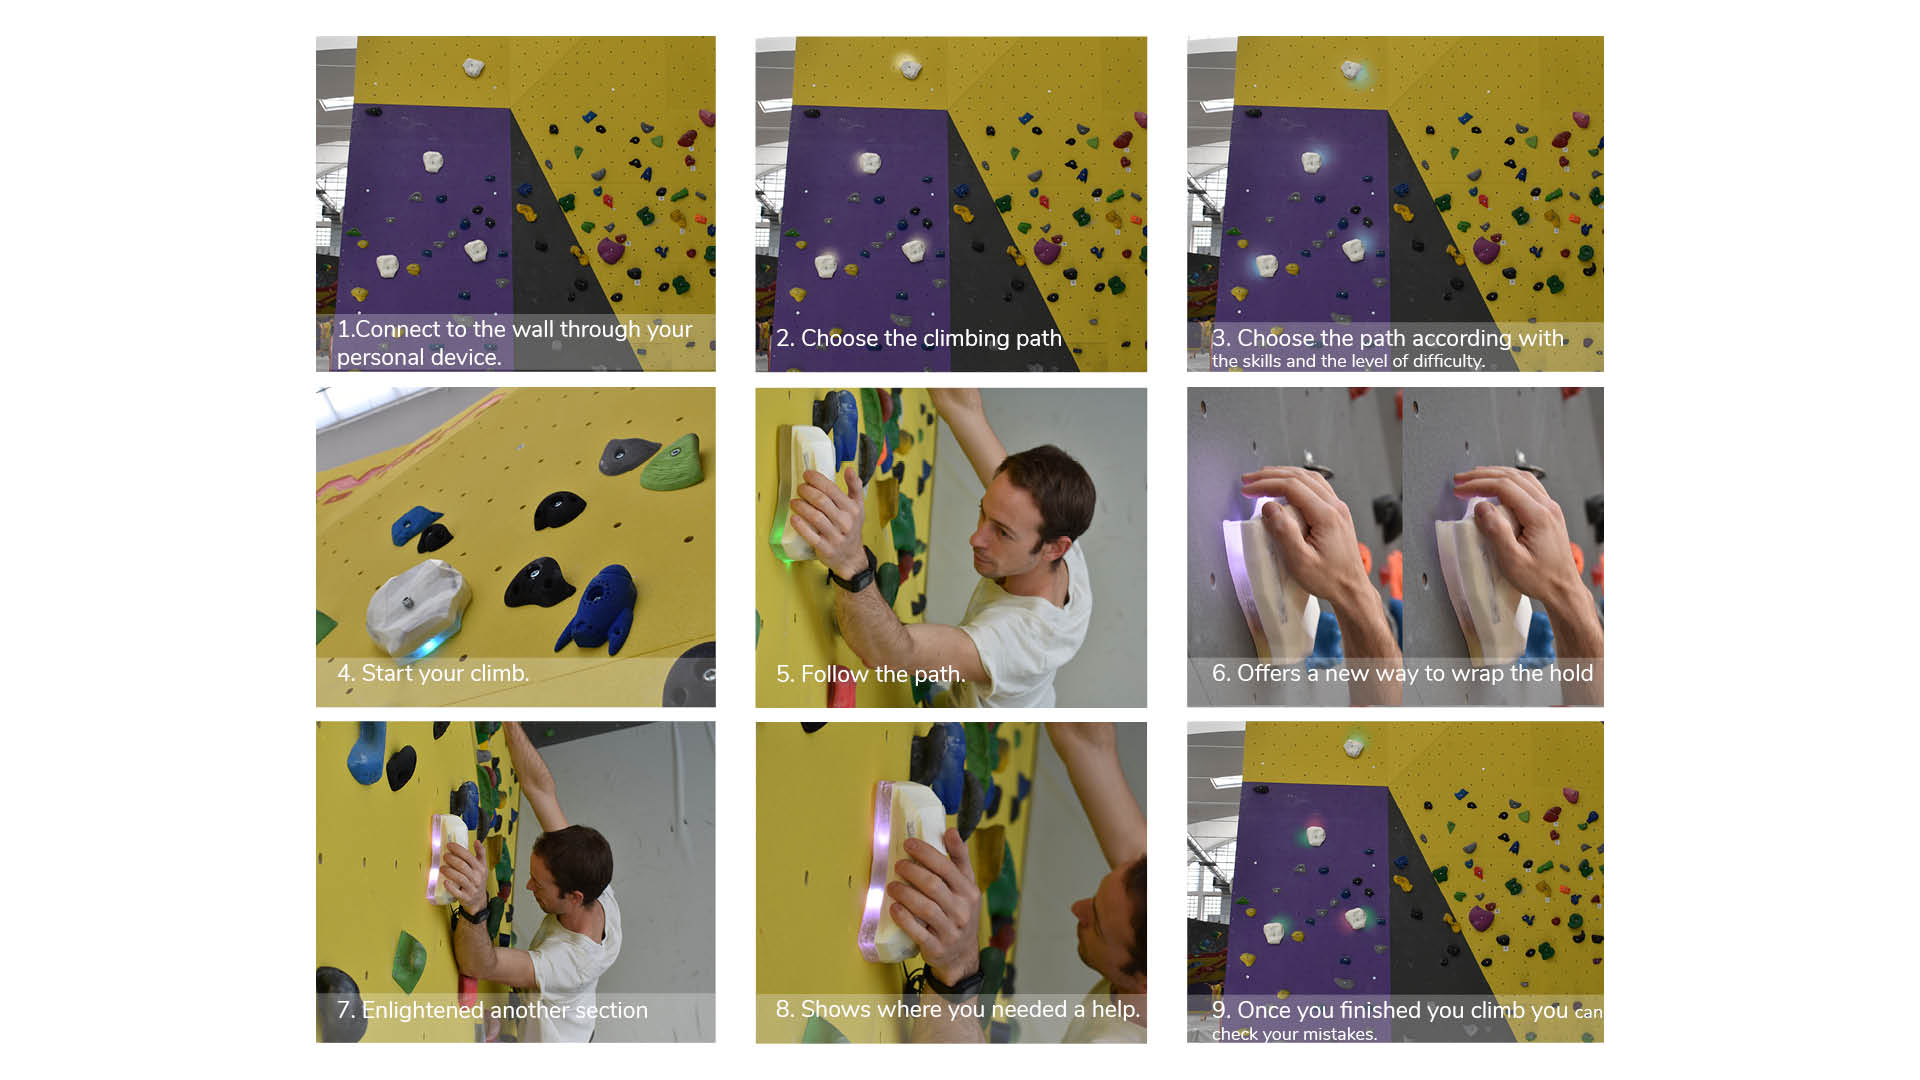 1.Connect to the wall through your
personal device.
2. Choose the climbing path
3. Choose the path according with
the skills and the level of difficulty.
4. Start your climb.
5. Follow the path.
6. Offers a new way to wrap the hold
7. Enlightened another section
8. Shows where you needed a help.
9. Once you finished you climb you can
check your mistakes.